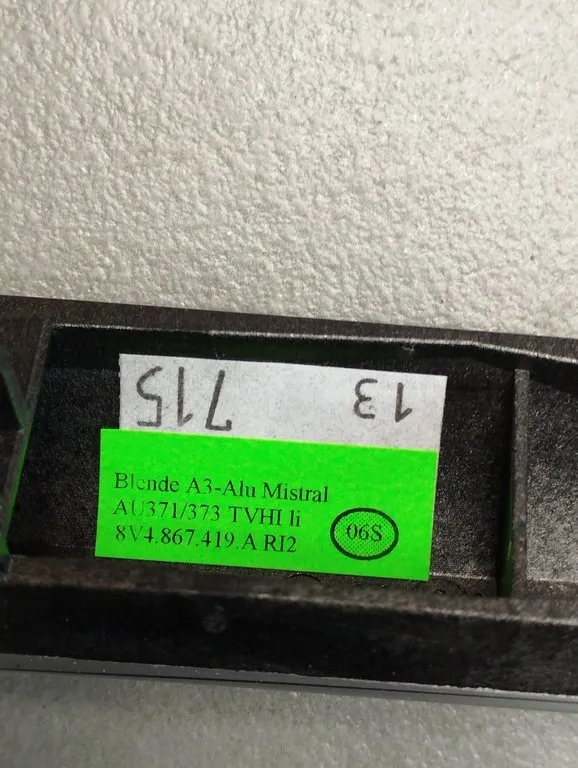 13 715
Blende A3-Alu Mistral
AU371/373 TVHI li
8V4.867.419.A RI2
06S